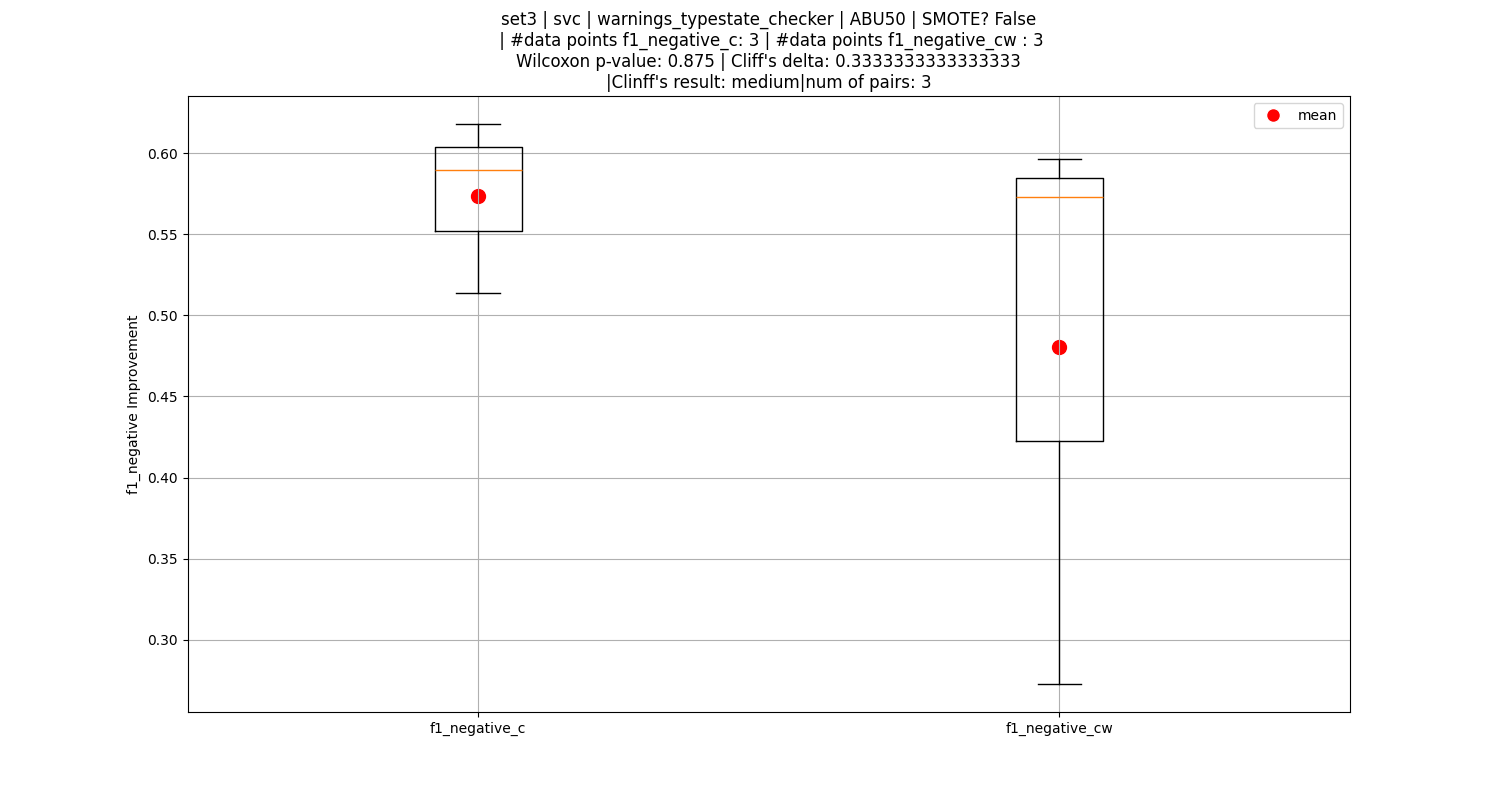 set3 | svc | warnings_typestate_checker | ABU50 | SMOTE? False
| #data points f1_negative_c: 3 | #data points f1_negative_cw : 3
Wilcoxon p-value: 0.875 | Cliff's delta: 0.3333333333333333
|Clinff's result: medium|num of pairs: 3
mean
0.60
0.55
0.50
0.45
0.40
0.35
0.30
f1_negative Improvement
f1_negative_c
f1_negative_cw